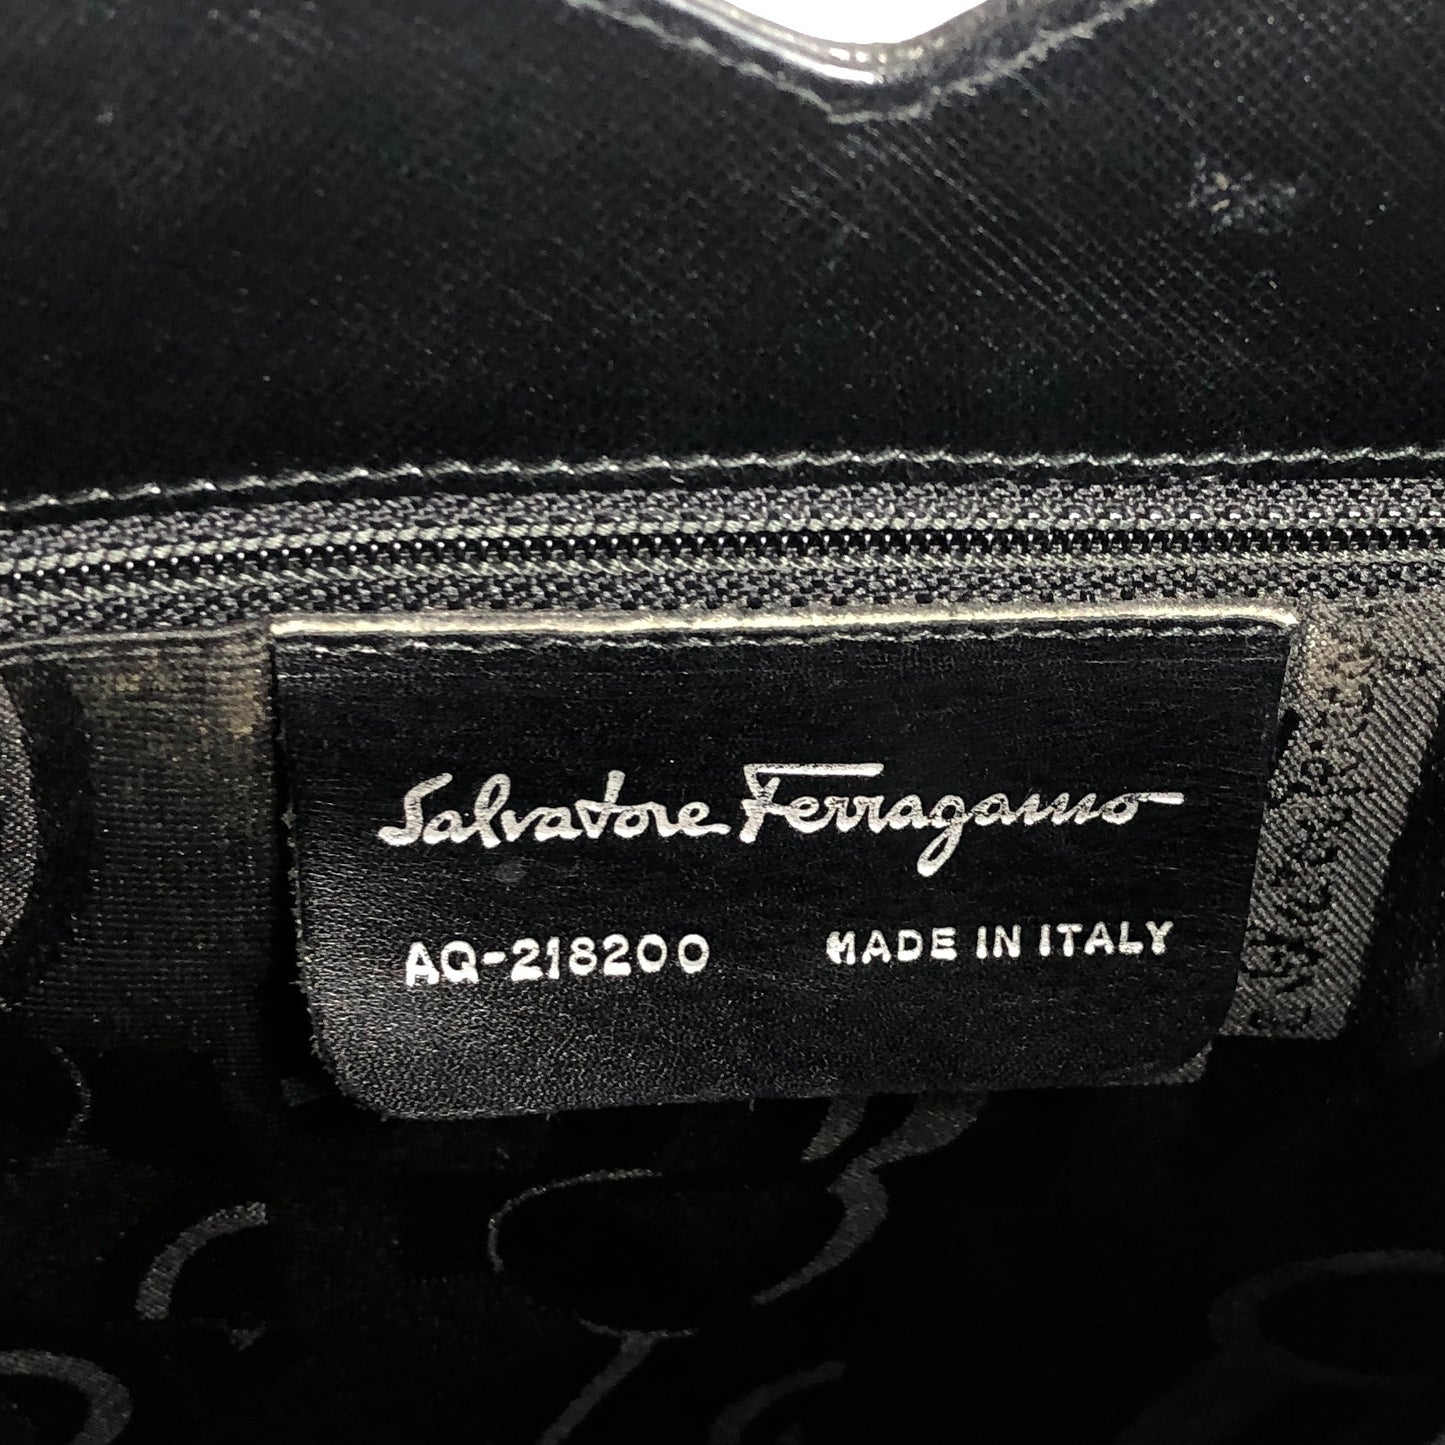 Salvatore Ferragamo
AQ-218200 MADE IN ITALY